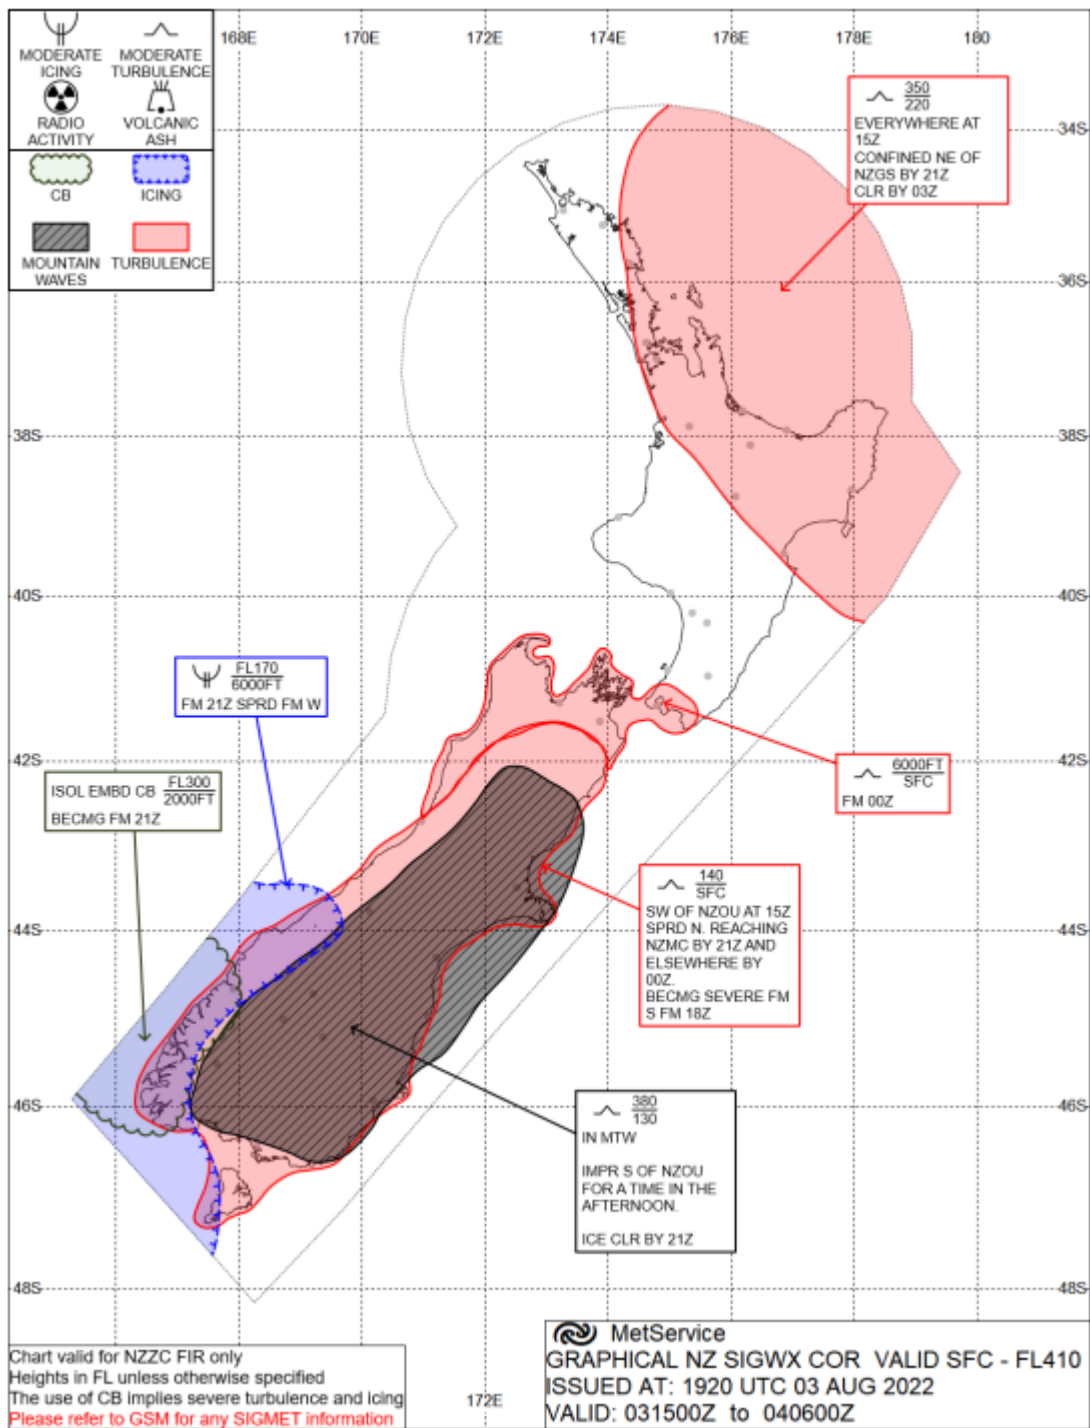 168E 170E 172E 174E 176E 178E 180
MODERATE ICING
MODERATE TURBULENCE
RADIO ACTIVITY
VOLCANIC ASH
CB
ICING
MOUNTAIN WAVES
TURBULENCE
350
220
EVERYWHERE AT
15Z
CONFINED NE OF
NZGS BY 21Z
CLR BY 03Z
34S
36S
36S
38S
38S
40S
40S
FL170
6000FT
FM 21Z SPRD FM W
42S
42S
6000FT
SFC
FM 00Z
ISOL EMBD CB FL300
2000FT
BECMG FM 21Z
140
SFC
SW OF NZOU AT 15Z
SPRD N. REACHING
NZMC BY 21Z AND
ELSEWHERE BY
00Z.
BECMG SEVERE FM
S FM 18Z
44S
44S
380
130
IN MTW
IMPR S OF NZOU
FOR A TIME IN THE
AFTERNOON.
ICE CLR BY 21Z
46S
46S
48S
48S
Chart valid for NZZC FIR only
Heights in FL unless otherwise specified
The use of CB implies severe turbulence and icing
Please refer to GSM for any SIGMET information
172E
MetService
GRAPHICAL NZ SIGWX COR VALID SFC - FL410
ISSUED AT: 1920 UTC 03 AUG 2022
VALID: 031500Z to 040600Z